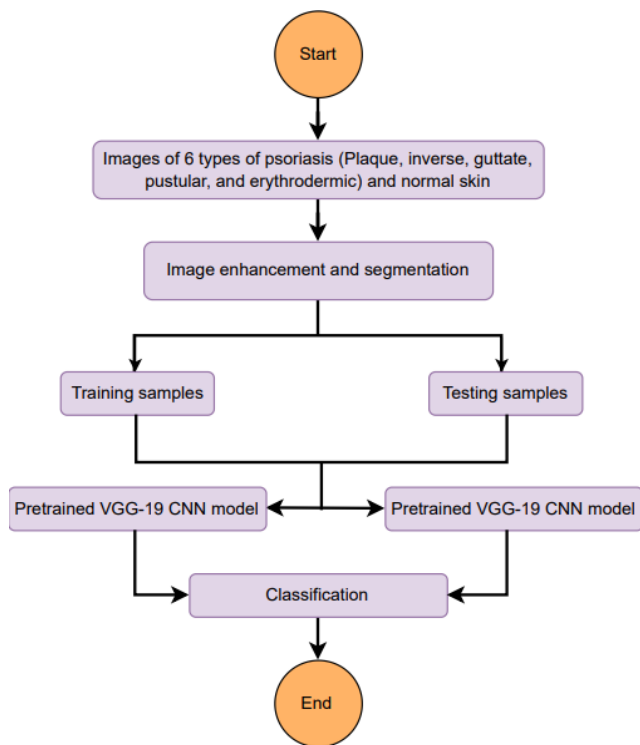 Start
Images of 6 types of psoriasis (Plaque, inverse, guttate,
pustular, and erythrodermic) and normal skin
Image enhancement and segmentation
Training samples
Testing samples
Pretrained VGG-19 CNN model
Pretrained VGG-19 CNN model
Classification
End